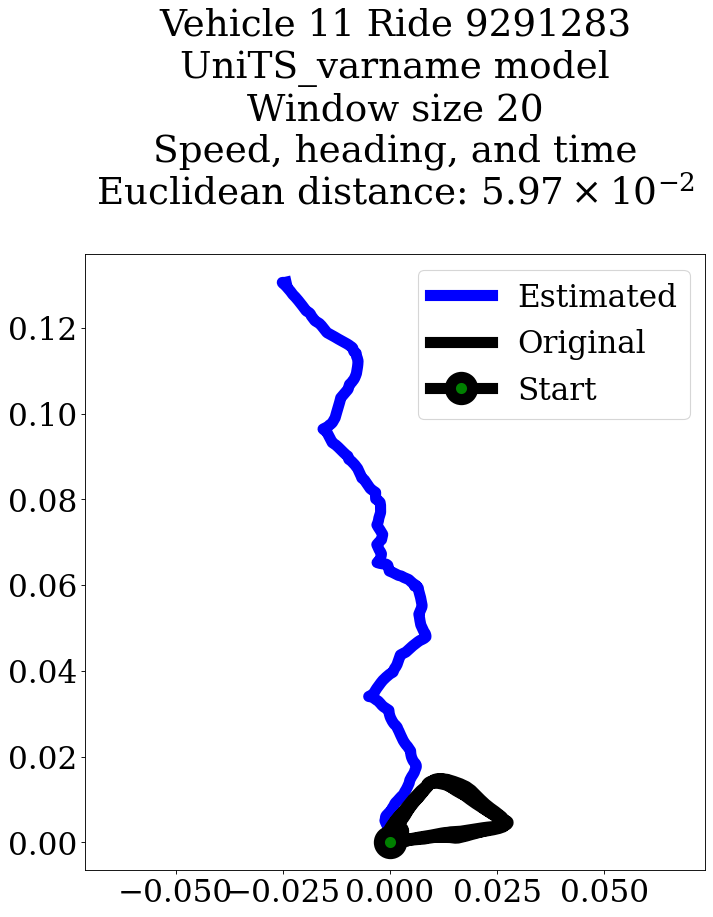 Vehicle 11 Ride 9291283
UniTS_varname model
Window size 20
Speed, heading, and time
Euclidean distance: 5.97 × 10⁻²
Estimated
Original
Start
0.12
0.10
0.08
0.06
0.04
0.02
0.00
−0.050 −0.025 0.000 0.025 0.050